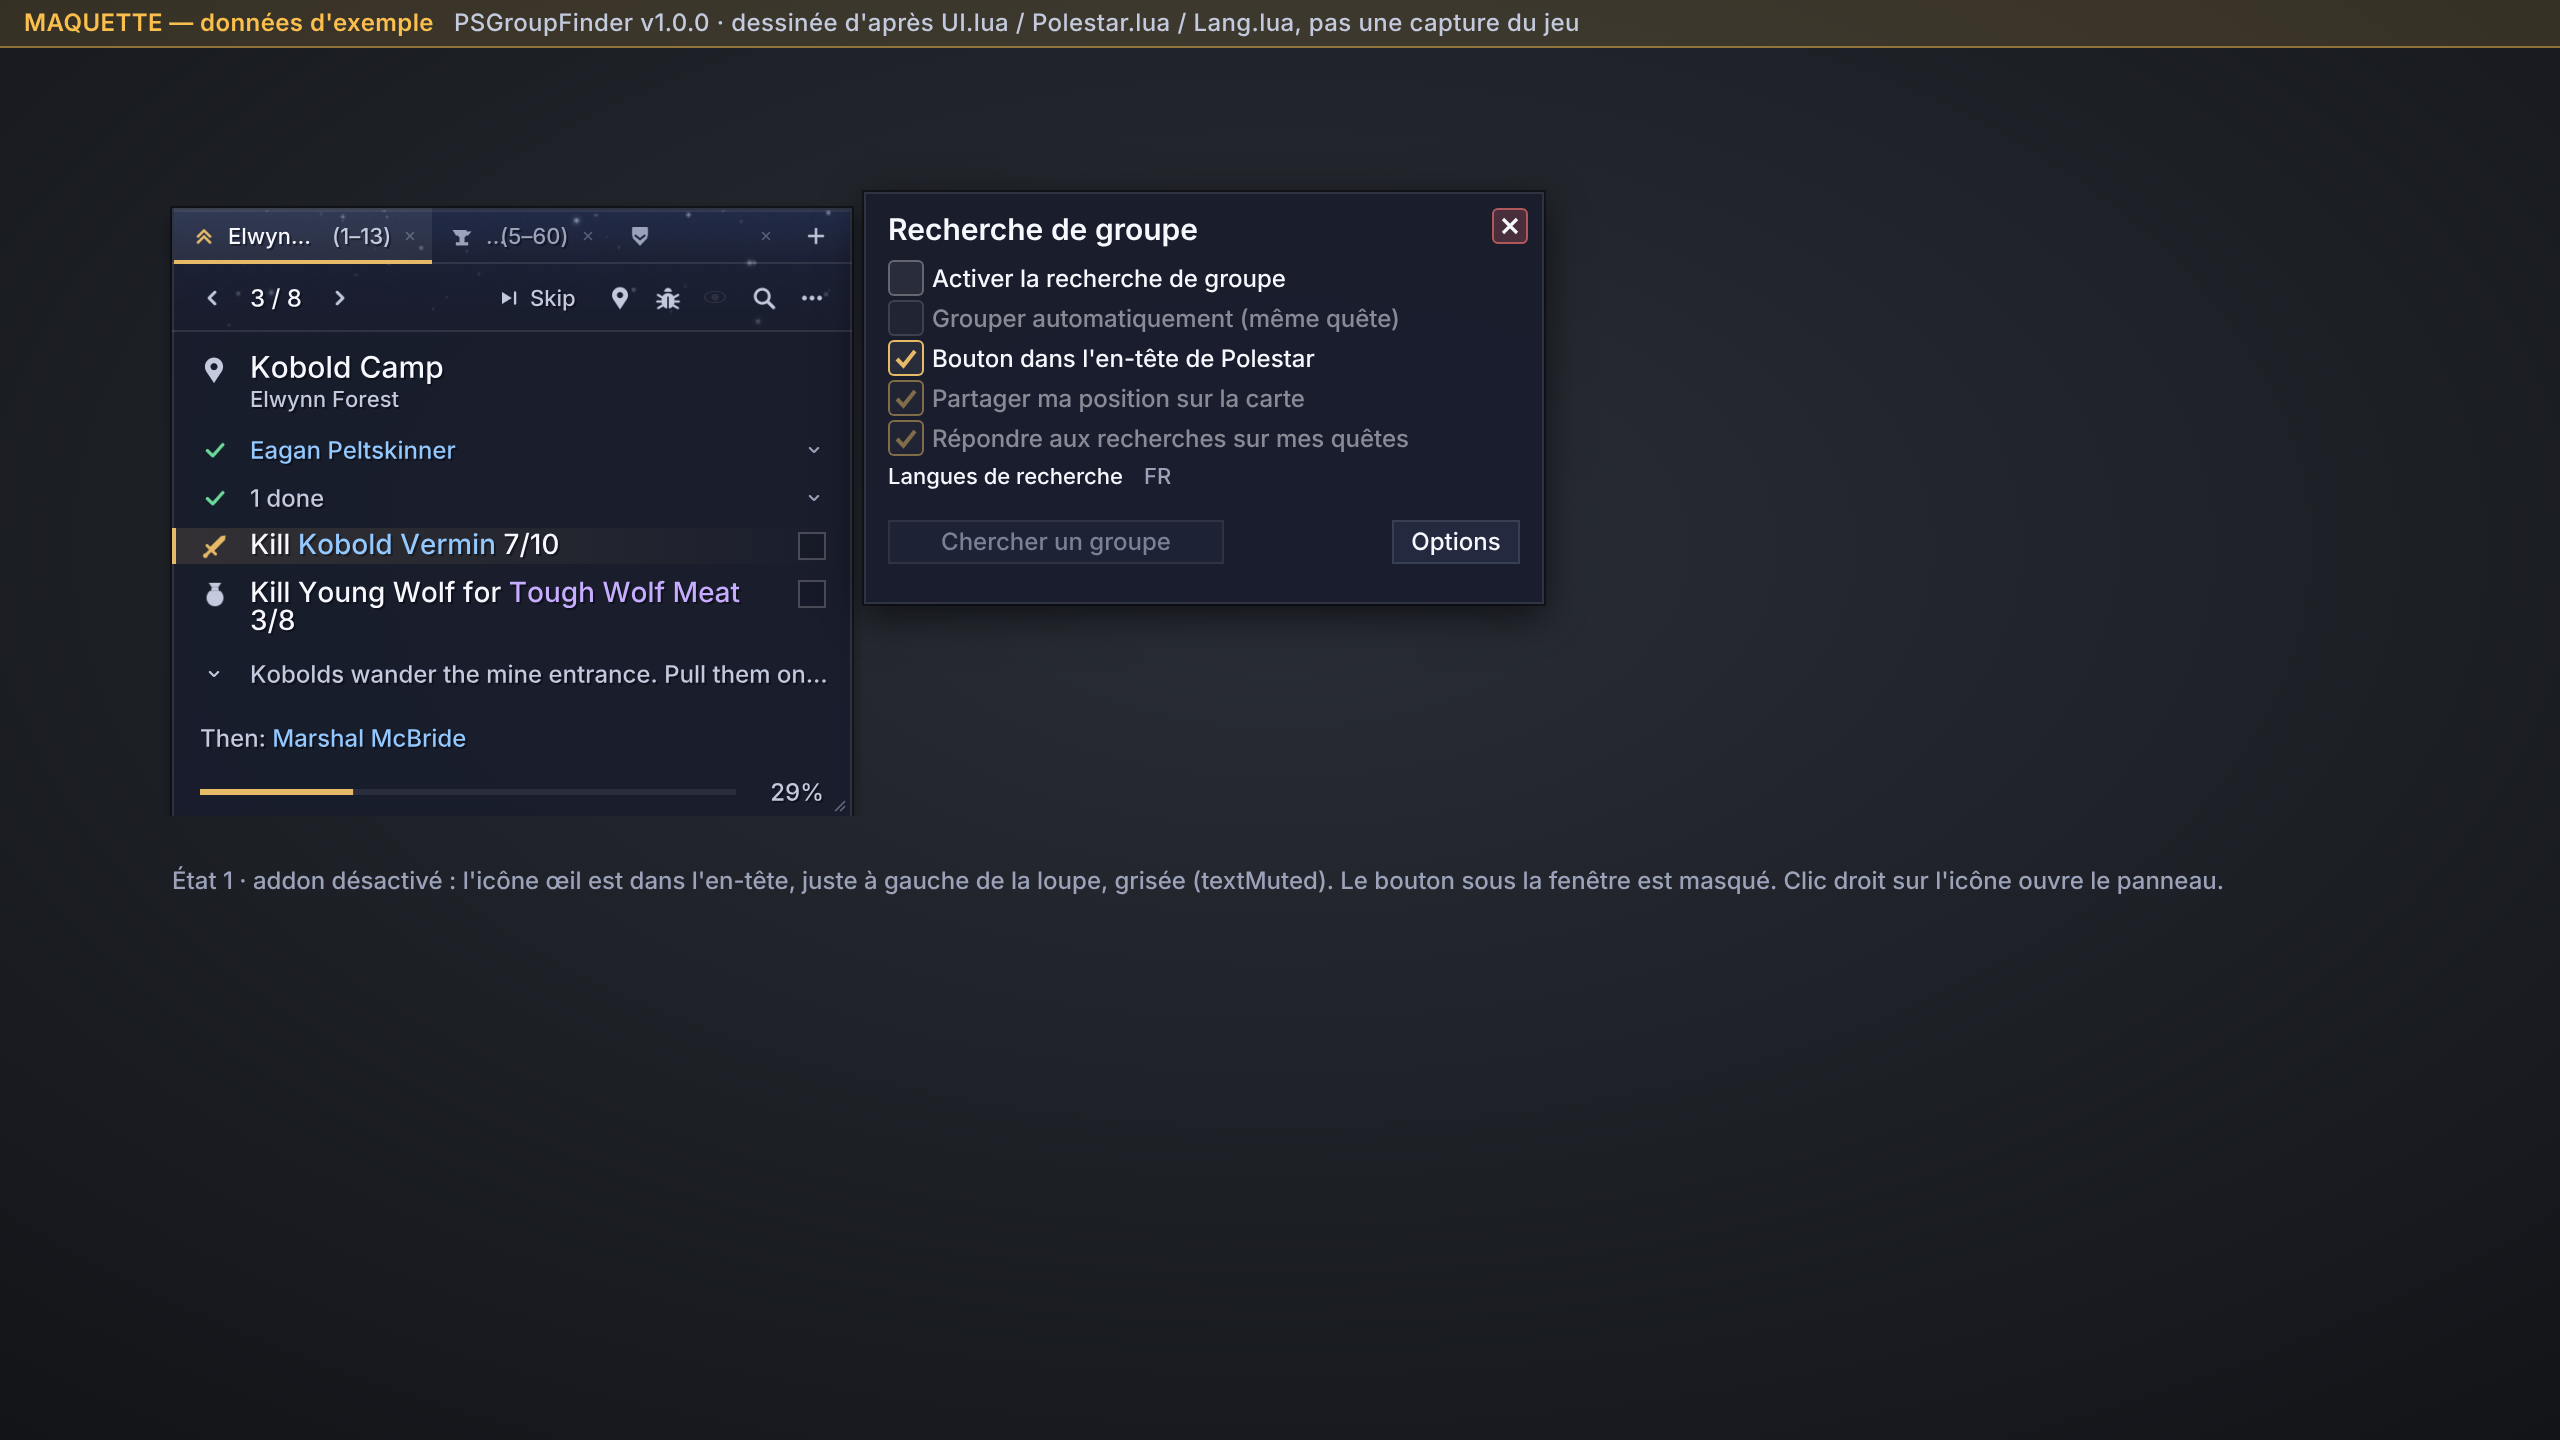 MAQUETTE — données d'exemple PSGroupFinder v1.0.0 · dessinée d'après UI.lua / Polestar.lua / Lang.lua, pas une capture du jeu
Elwyn... (1–13) × ...(5–60) × × +
3 / 8 Skip
Kobold Camp
Elwynn Forest
Eagan Peltskinner
1 done
Kill Kobold Vermin 7/10
Kill Young Wolf for Tough Wolf Meat
3/8
Kobolds wander the mine entrance. Pull them on...
Then: Marshal McBride
29%
Recherche de groupe
Activer la recherche de groupe
Grouper automatiquement (même quête)
Bouton dans l'en-tête de Polestar
Partager ma position sur la carte
Répondre aux recherches sur mes quêtes
Langues de recherche FR
Chercher un groupe Options
État 1 · addon désactivé : l'icône œil est dans l'en-tête, juste à gauche de la loupe, grisée (textMuted). Le bouton sous la fenêtre est masqué. Clic droit sur l'icône ouvre le panneau.